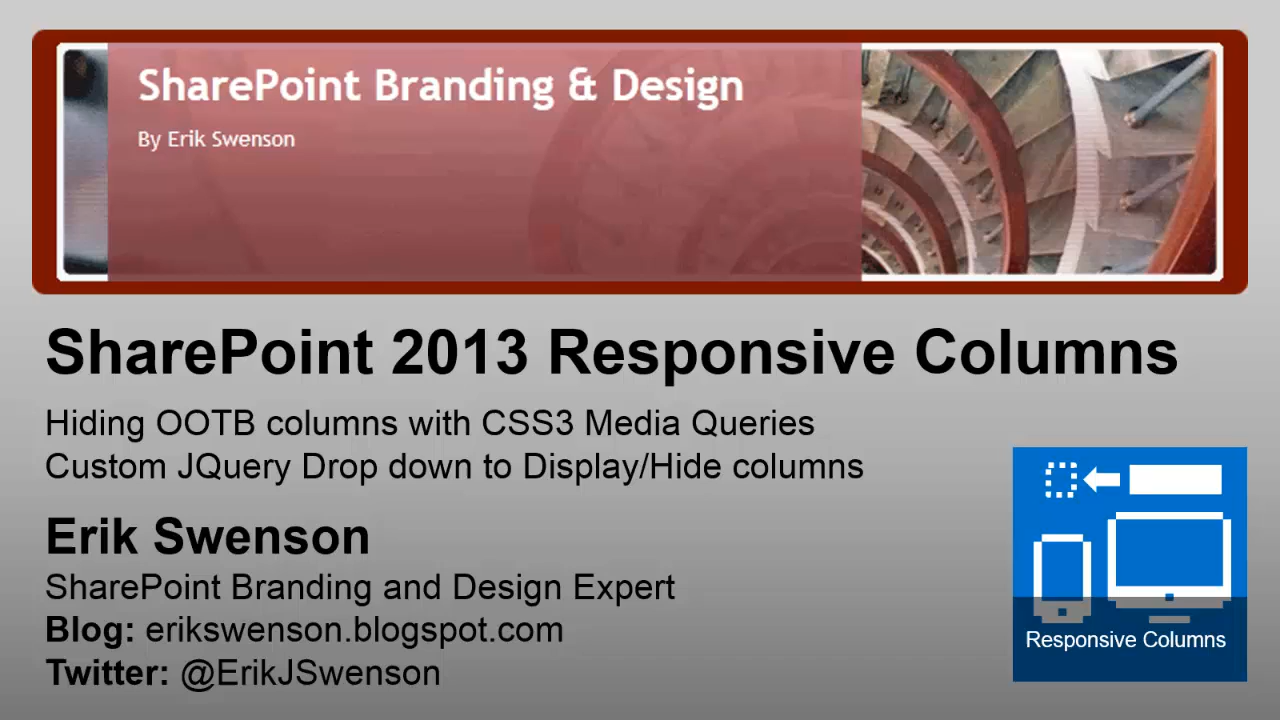 SharePoint Branding & Design
By Erik Swenson
SharePoint 2013 Responsive Columns
Hiding OOTB columns with CSS3 Media Queries
Custom JQuery Drop down to Display/Hide columns
Erik Swenson
SharePoint Branding and Design Expert
Blog: erikswenson.blogspot.com
Twitter: @ErikJSwenson
Responsive Columns